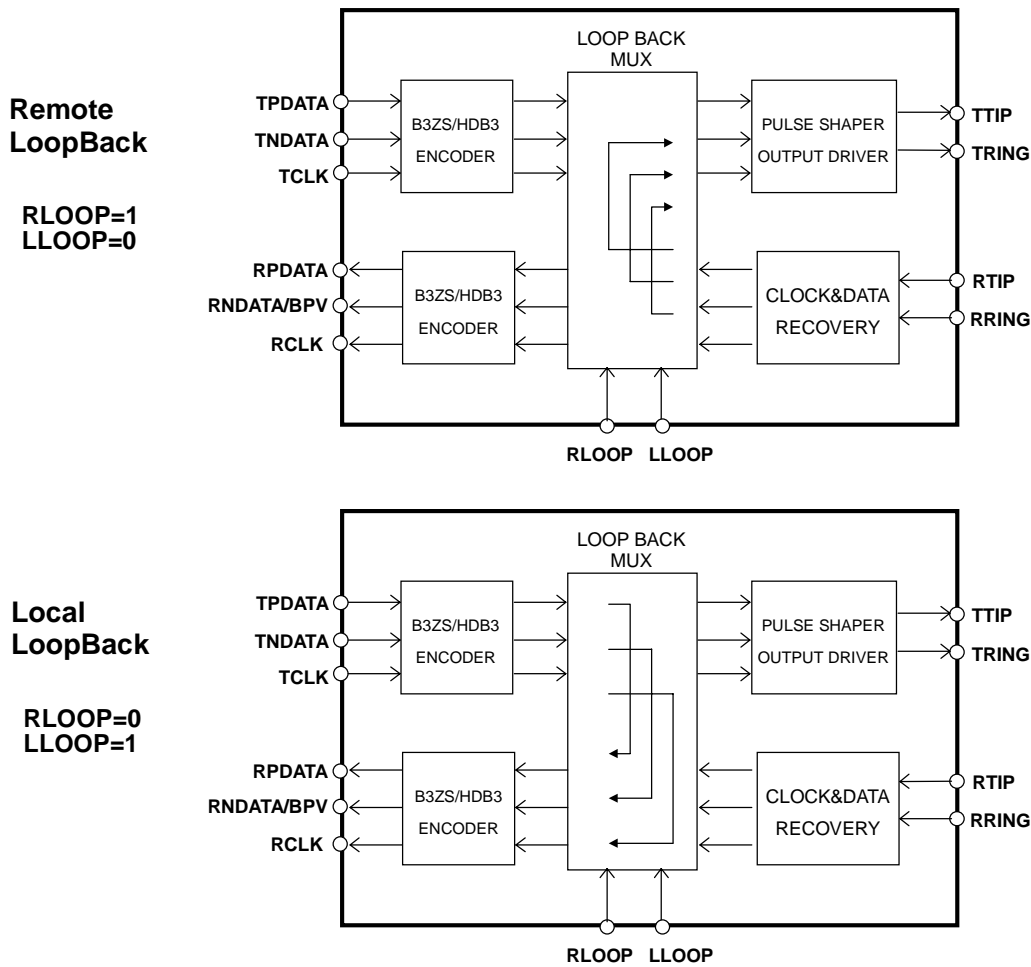 Remote
LoopBack
RLOOP=1
LLOOP=0
LOOP BACK
MUX
TPDATA
TNDATA
TCLK
B3ZS/HDB3
ENCODER
PULSE SHAPER
OUTPUT DRIVER
TTIP
TRING
RPDATA
RNDATA/BPV
RCLK
B3ZS/HDB3
ENCODER
CLOCK&DATA
RECOVERY
RTIP
RRING
RLOOP
LLOOP
Local
LoopBack
RLOOP=0
LLOOP=1
LOOP BACK
MUX
TPDATA
TNDATA
TCLK
B3ZS/HDB3
ENCODER
PULSE SHAPER
OUTPUT DRIVER
TTIP
TRING
RPDATA
RNDATA/BPV
RCLK
B3ZS/HDB3
ENCODER
CLOCK&DATA
RECOVERY
RTIP
RRING
RLOOP
LLOOP